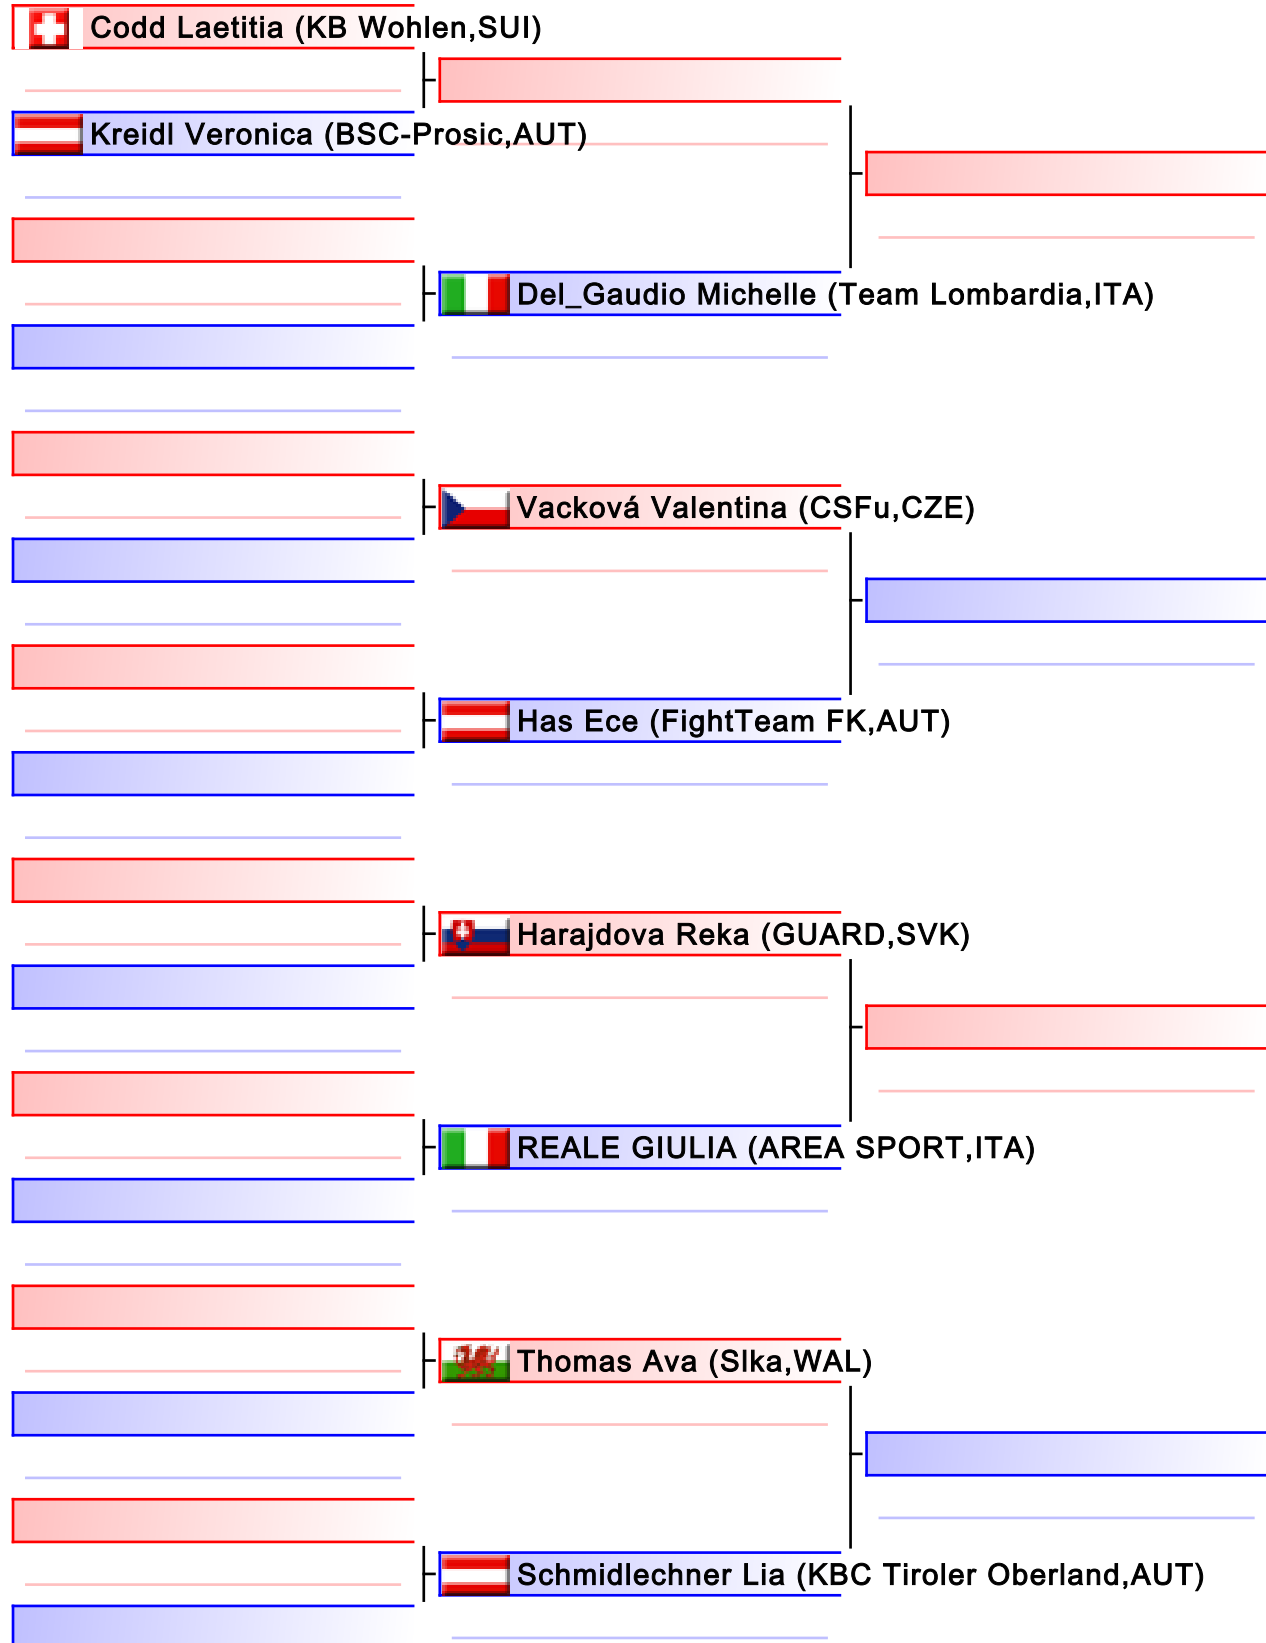 Codd Laetitia (KB Wohlen,SUI)
Kreidl Veronica (BSC-Prosic,AUT)
Del_Gaudio Michelle (Team Lombardia,ITA)
Vacková Valentina (CSFu,CZE)
Has Ece (FightTeam FK,AUT)
Harajdova Reka (GUARD,SVK)
REALE GIULIA (AREA SPORT,ITA)
Thomas Ava (Slka,WAL)
Schmidlechner Lia (KBC Tiroler Oberland,AUT)